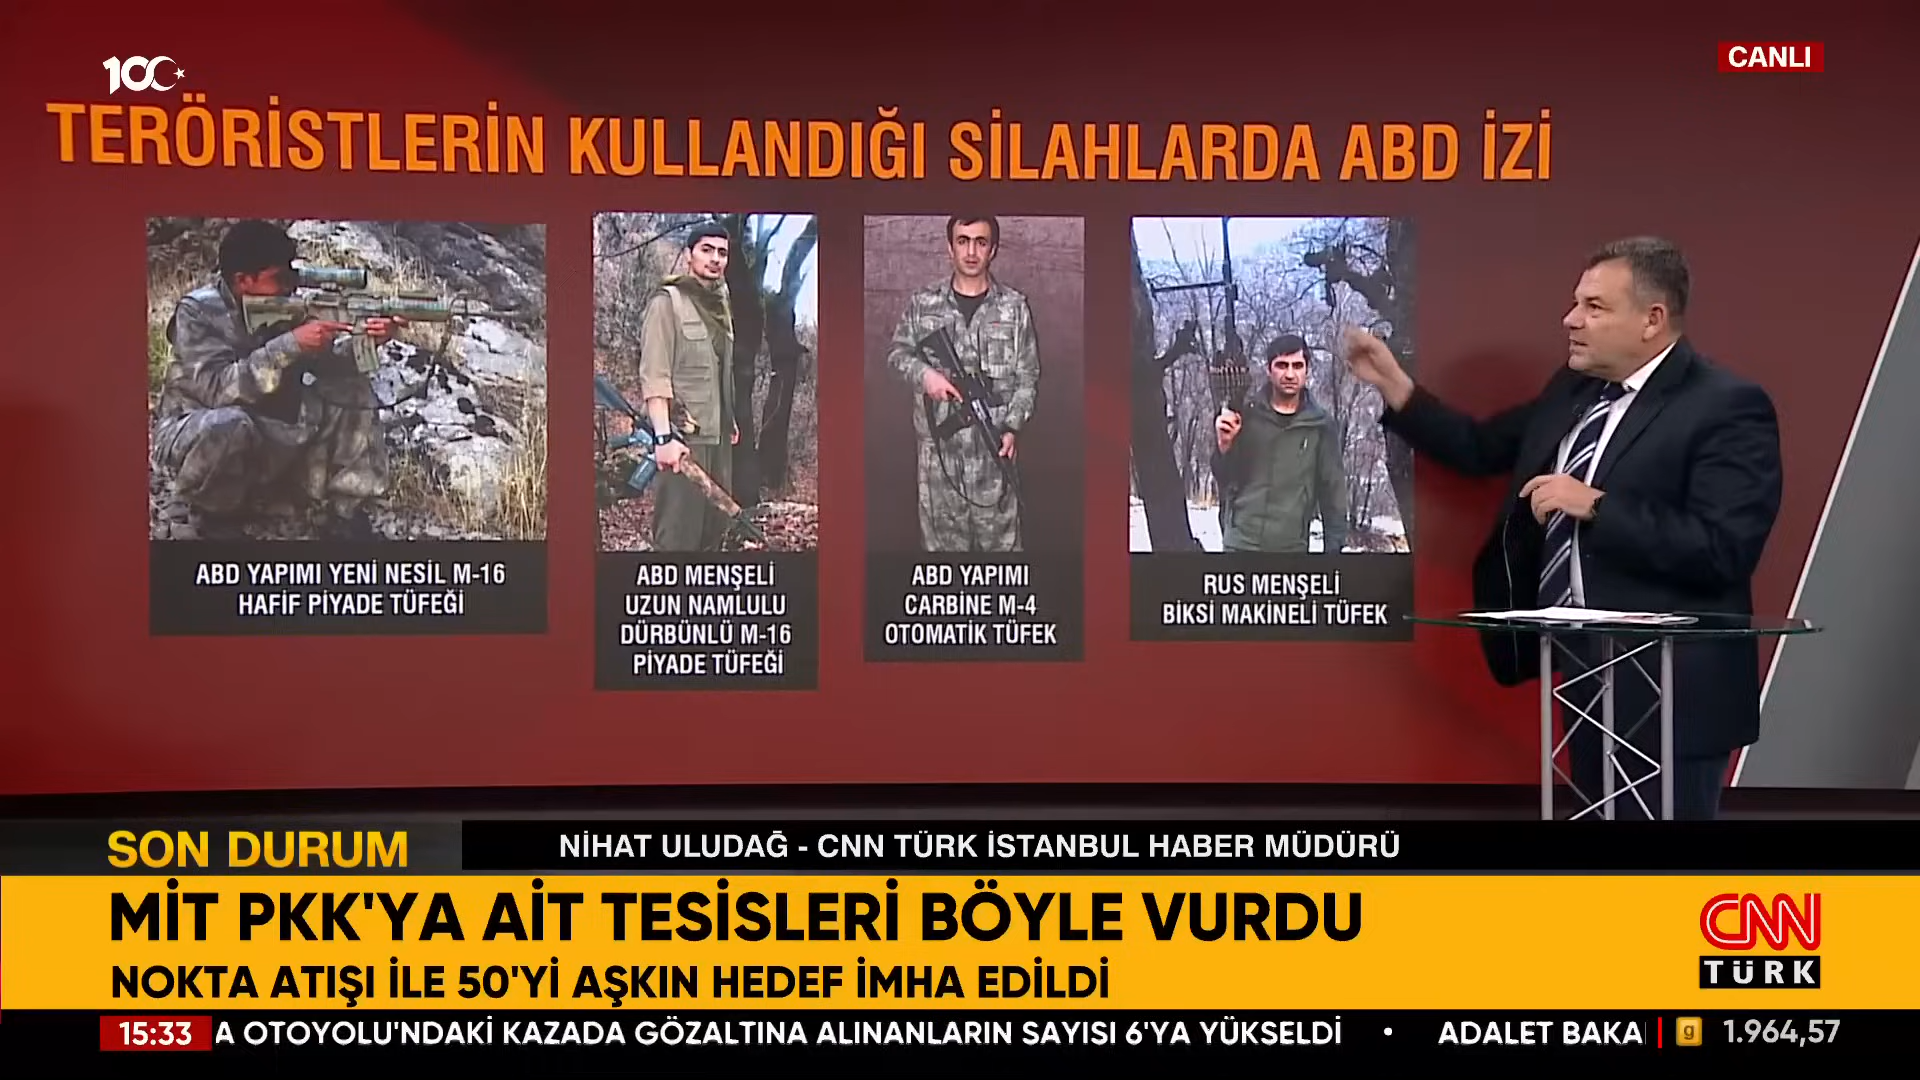 100
CANLI
TERÖRİSTLERİN KULLANDIĞI SİLAHLARDA ABD İZİ
ABD YAPIMI YENİ NESİL M-16
HAFİF PİYADE TÜFEĞİ
ABD MENŞELİ
UZUN NAMLULU
DÜRBÜNLÜ M-16
PİYADE TÜFEĞİ
ABD YAPIMI
CARBİNE M-4
OTOMATİK TÜFEK
RUS MENŞELİ
BİKSİ MAKİNELİ TÜFEK
SON DURUM
NİHAT ULUDAĞ - CNN TÜRK İSTANBUL HABER MÜDÜRÜ
MİT PKK'YA AİT TESİSLERİ BÖYLE VURDU
NOKTA ATIŞI İLE 50'Yİ AŞKIN HEDEF İMHA EDİLDİ
CNN
TÜRK
15:33 A OTOYOLU'NDAKİ KAZADA GÖZALTINA ALINANLARIN SAYISI 6'YA YÜKSELDİ • ADALET BAKA g 1.964,57